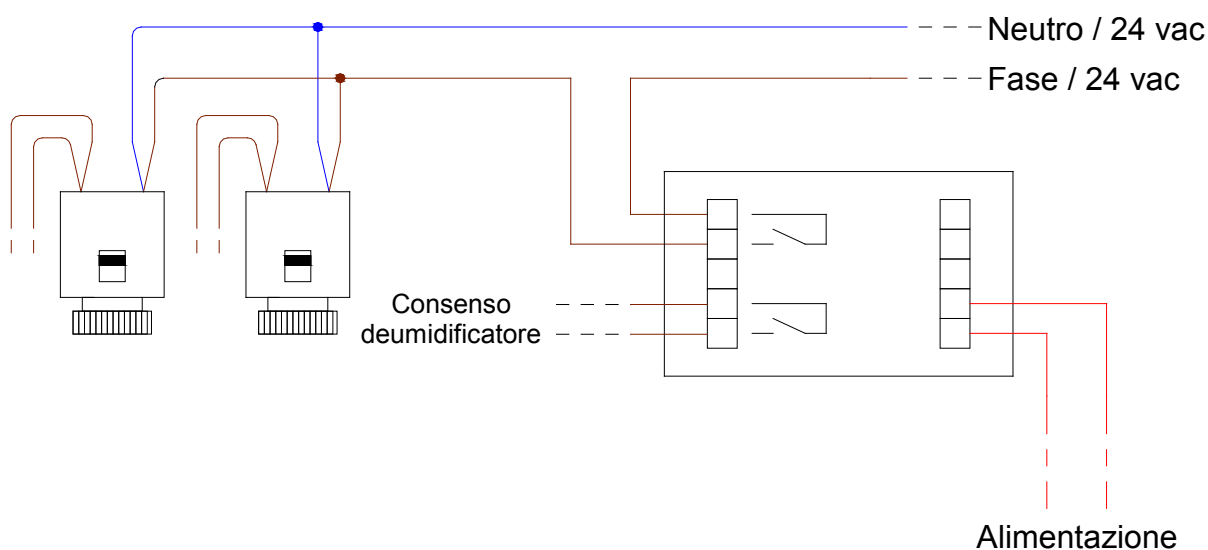 Neutro / 24 vac
Fase / 24 vac
Consenso
deumidificatore
Alimentazione